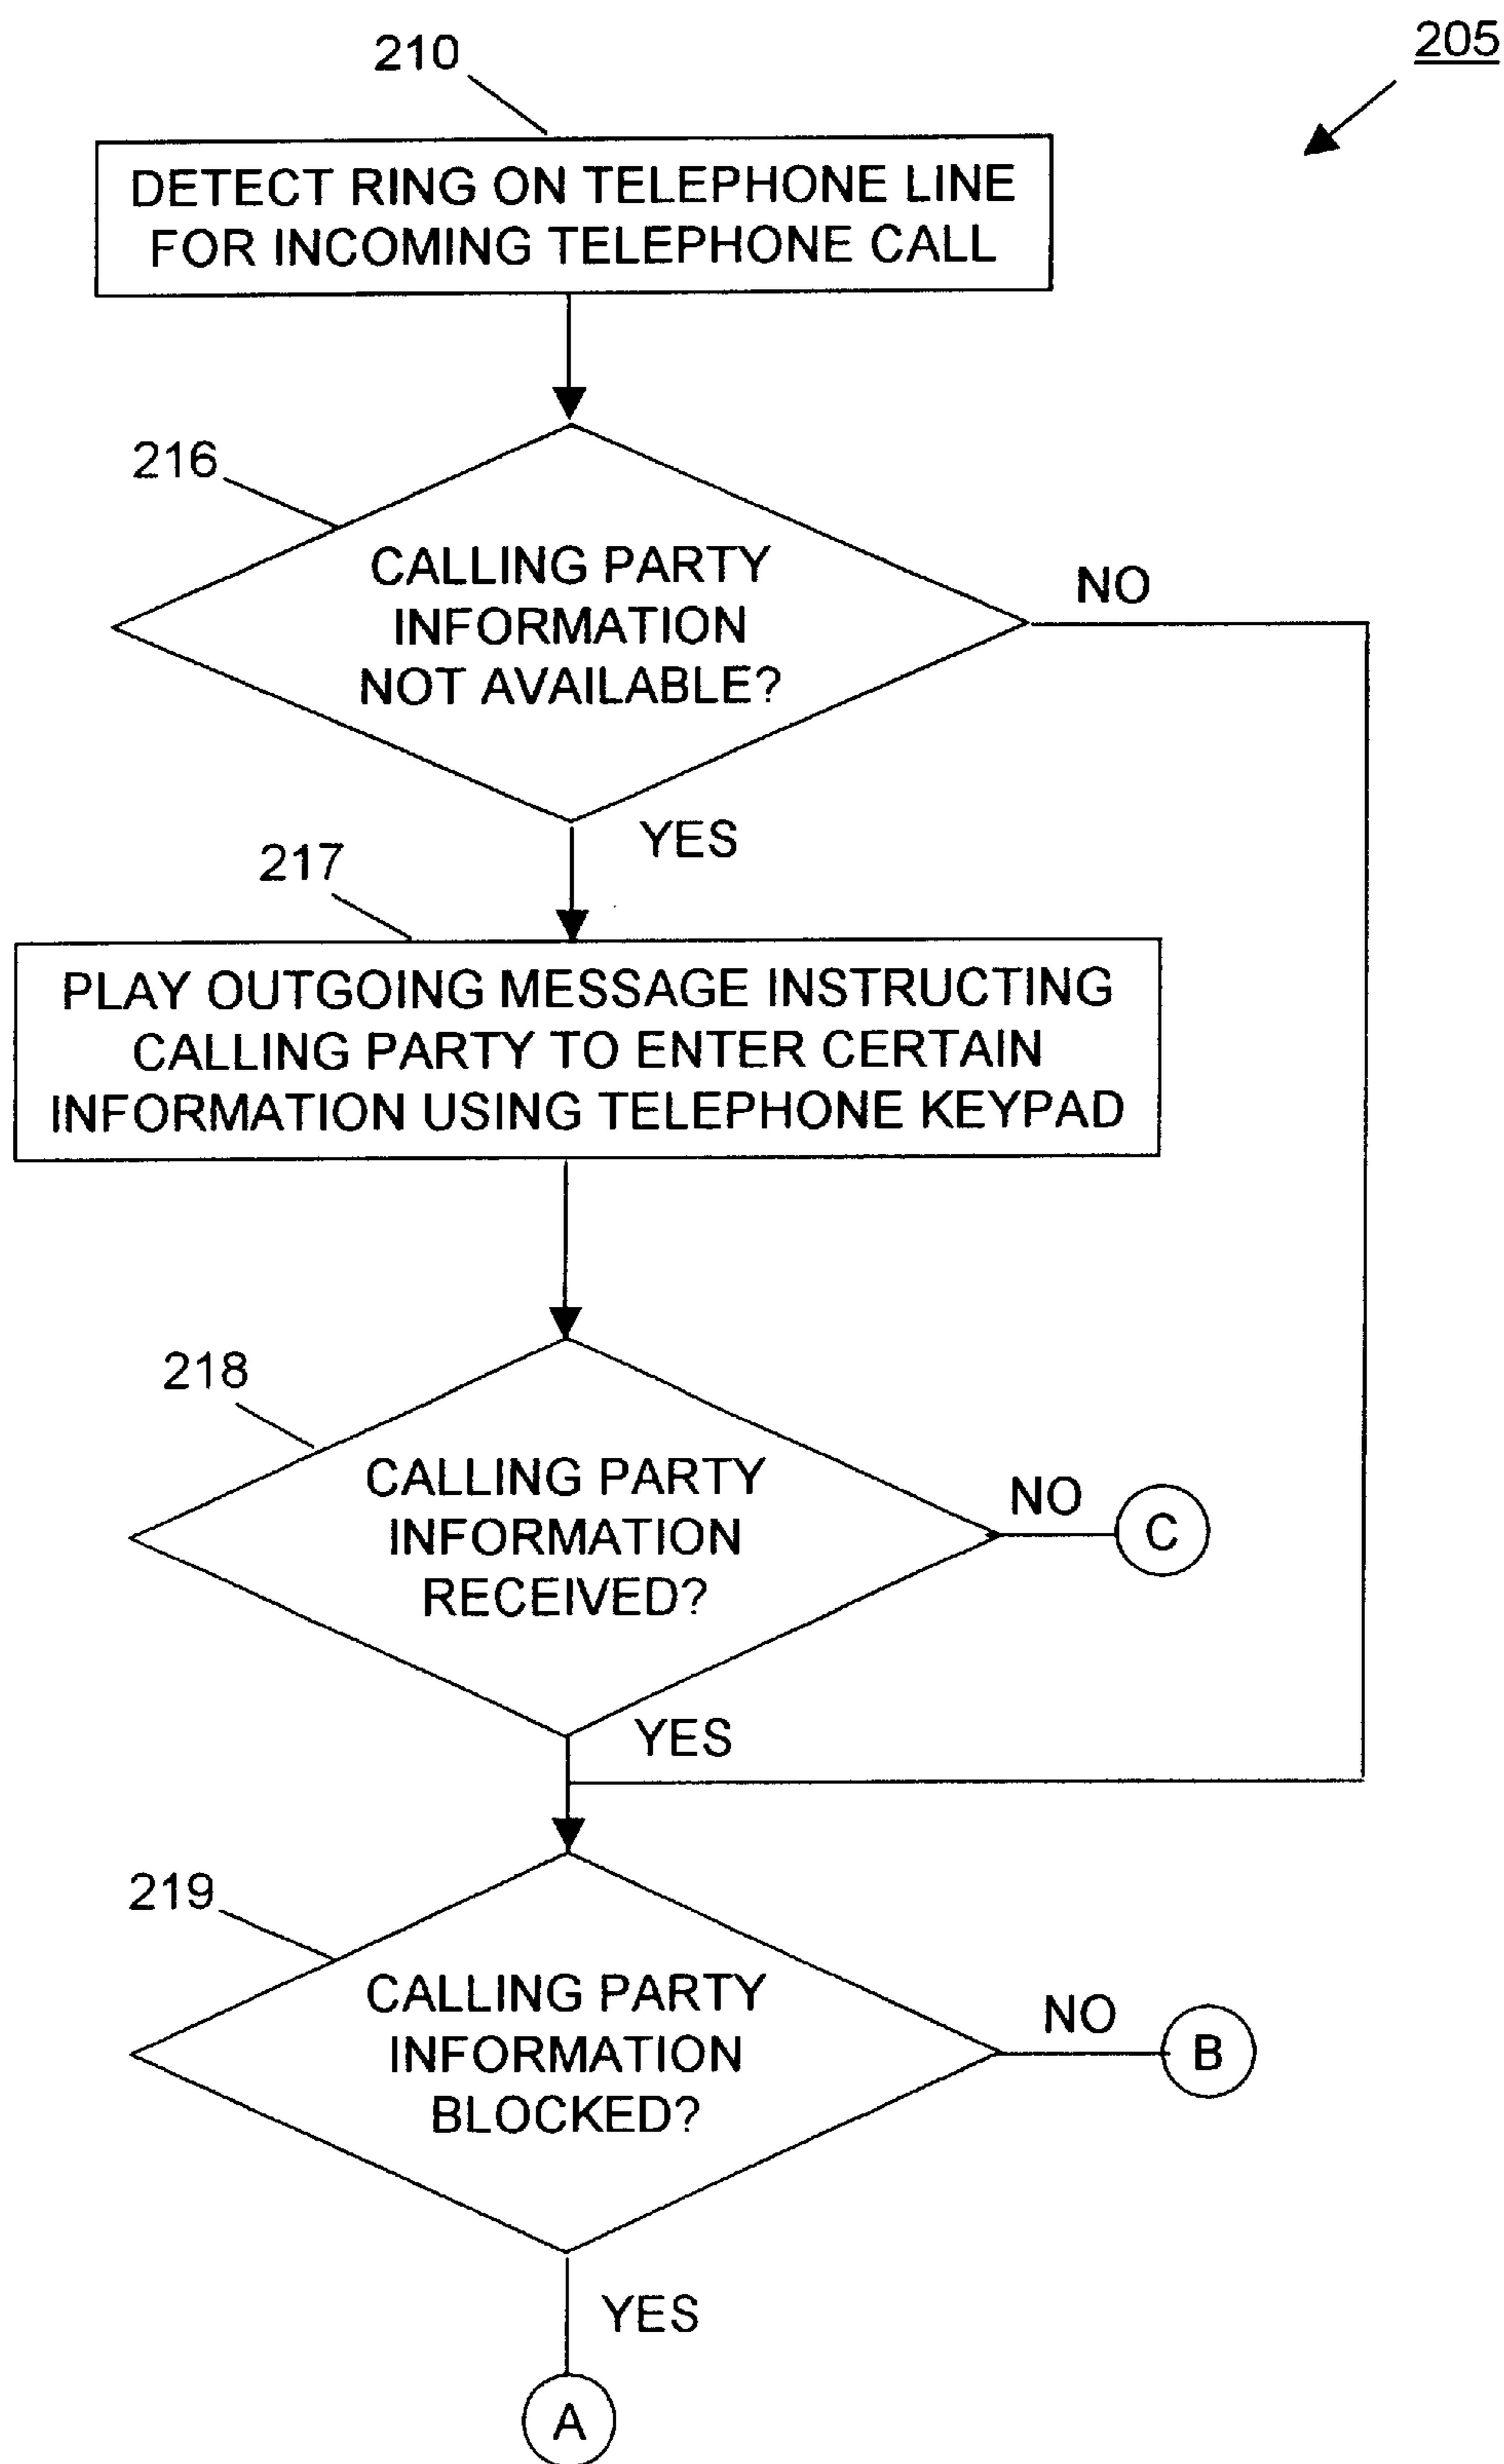 205
210
DETECT RING ON TELEPHONE LINE
FOR INCOMING TELEPHONE CALL
216
CALLING PARTY
INFORMATION
NOT AVAILABLE?
NO
YES
217
PLAY OUTGOING MESSAGE INSTRUCTING
CALLING PARTY TO ENTER CERTAIN
INFORMATION USING TELEPHONE KEYPAD
218
CALLING PARTY
INFORMATION
RECEIVED?
NO
C
YES
219
CALLING PARTY
INFORMATION
BLOCKED?
NO
B
YES
A